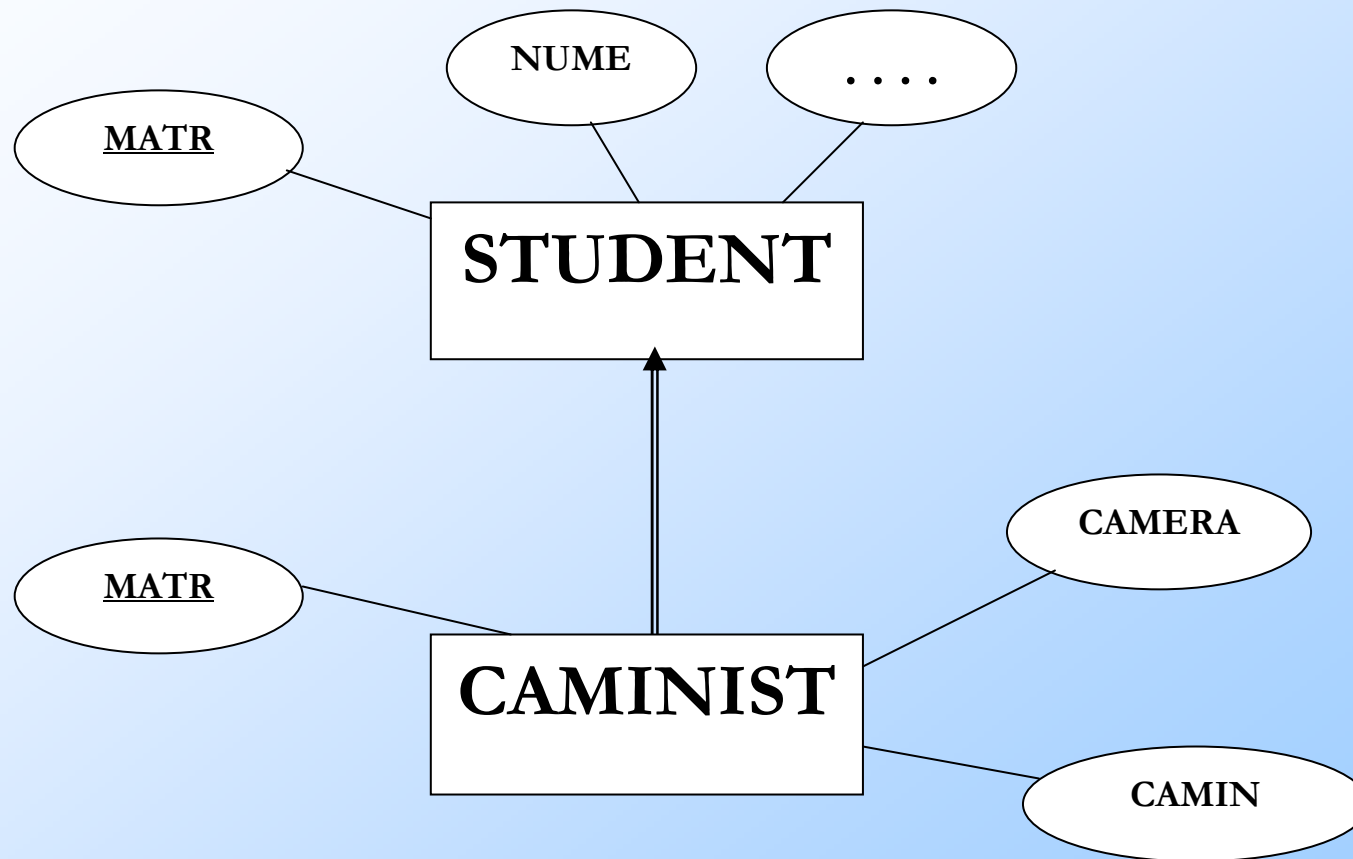 NUME
. . . .
MATR
STUDENT
CAMERA
MATR
CAMINIST
CAMIN